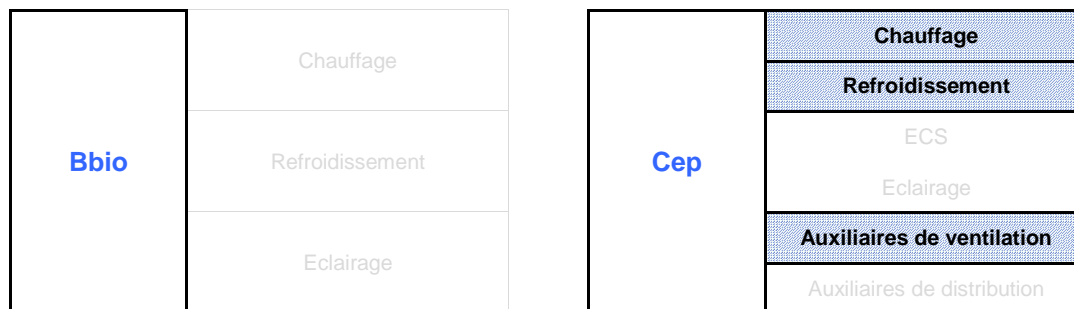 Bbio
Chauffage
Refroidissement
Eclairage
Cep
Chauffage
Refroidissement
ECS
Eclairage
Auxiliaires de ventilation
Auxiliaires de distribution